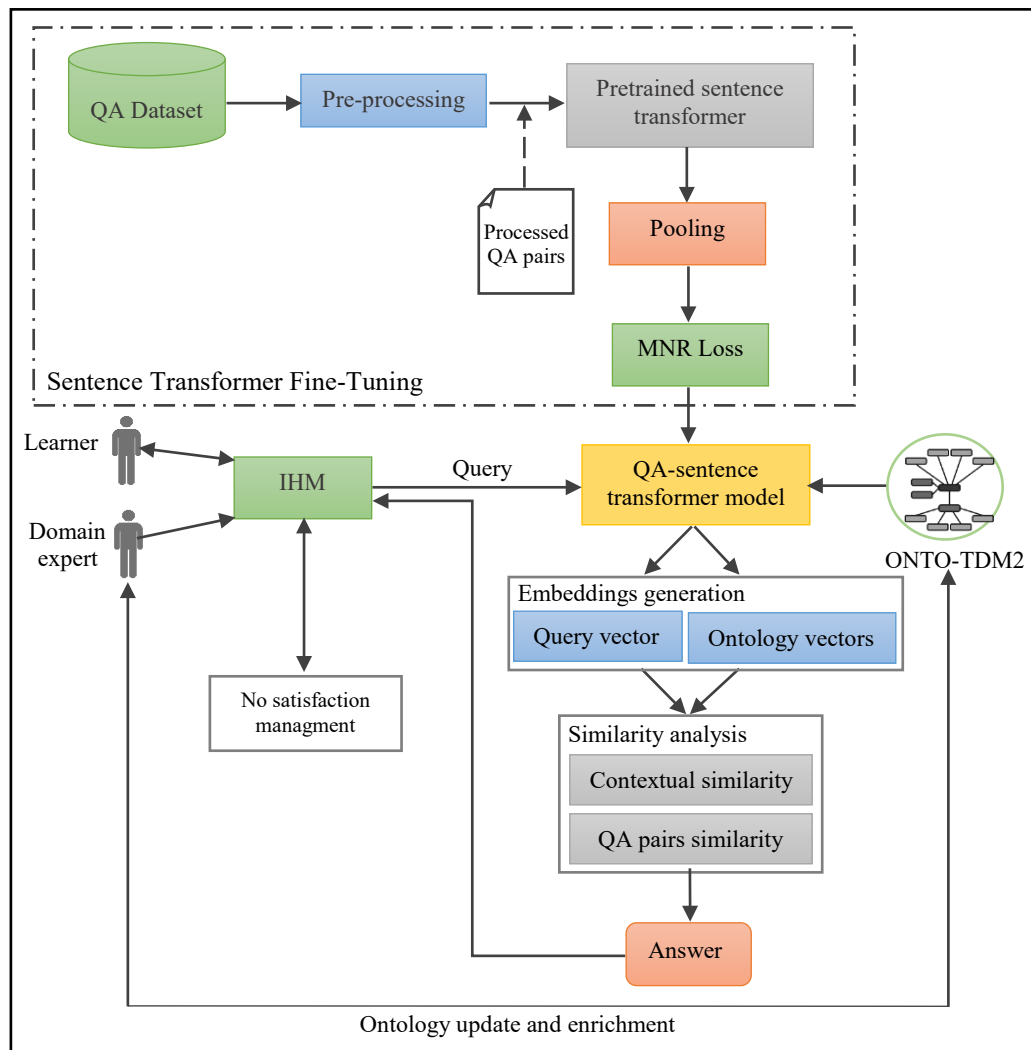 QA Dataset
Pre-processing
Pretrained sentence
transformer
Processed
QA pairs
Pooling
MNR Loss
Sentence Transformer Fine-Tuning
Learner
IHM
Query
QA-sentence
transformer model
Domain
expert
ONTO-TDM2
Embeddings generation
Query vector
Ontology vectors
No satisfaction
managment
Similarity analysis
Contextual similarity
QA pairs similarity
Answer
Ontology update and enrichment